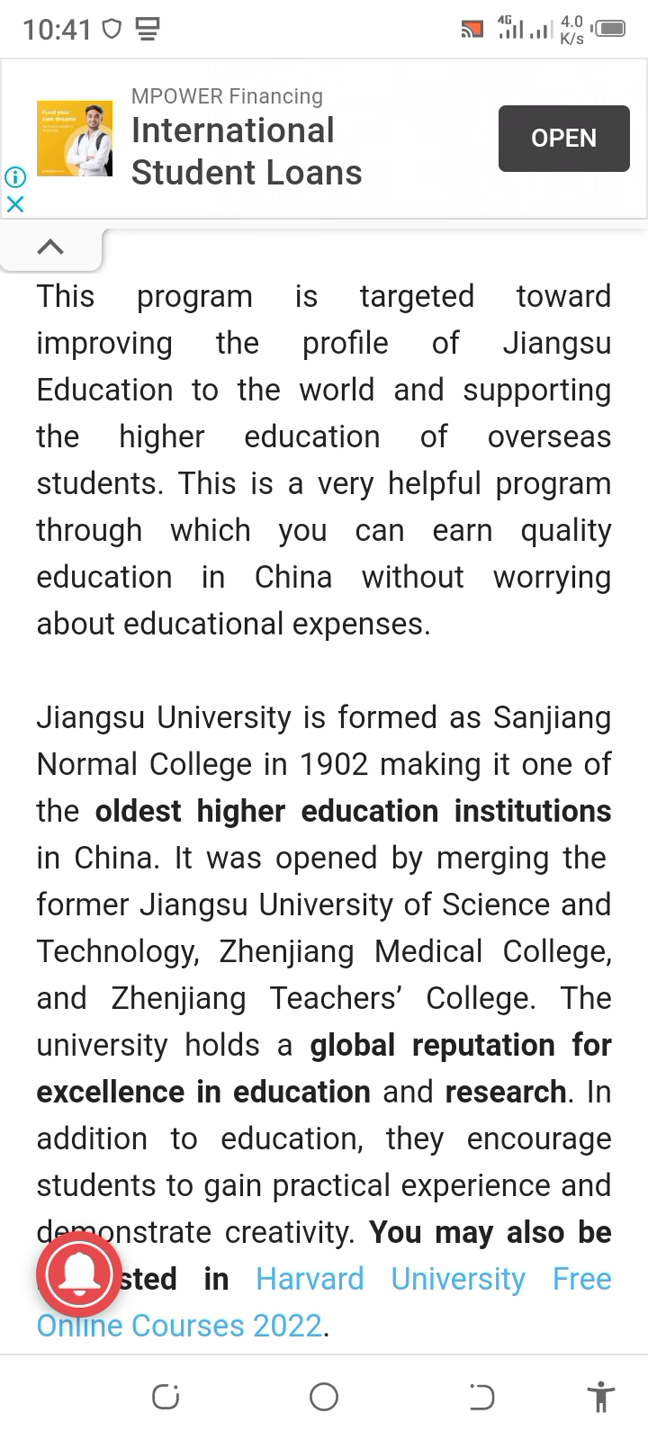 10:41
4G
4.0
K/s
MPOWER Financing
International
Student Loans
OPEN
This program is targeted toward
improving the profile of Jiangsu
Education to the world and supporting
the higher education of overseas
students. This is a very helpful program
through which you can earn quality
education in China without worrying
about educational expenses.
Jiangsu University is formed as Sanjiang
Normal College in 1902 making it one of
the oldest higher education institutions
in China. It was opened by merging the
former Jiangsu University of Science and
Technology, Zhenjiang Medical College,
and Zhenjiang Teachers’ College. The
university holds a global reputation for
excellence in education and research. In
addition to education, they encourage
students to gain practical experience and
demonstrate creativity. You may also be
sted in Harvard University Free
Online Courses 2022.